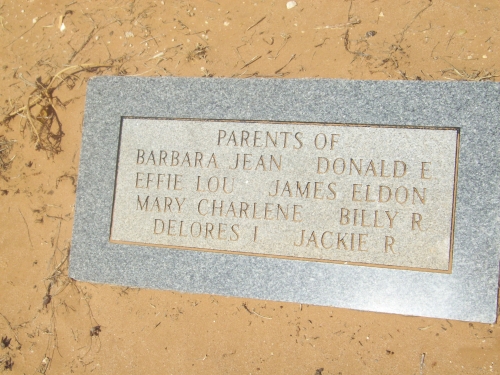 PARENTS OF
BARBARA JEAN DONALD E
EFFIE LOU JAMES ELDON
MARY CHARLENE BILLY R
DELORES I JACKIE R